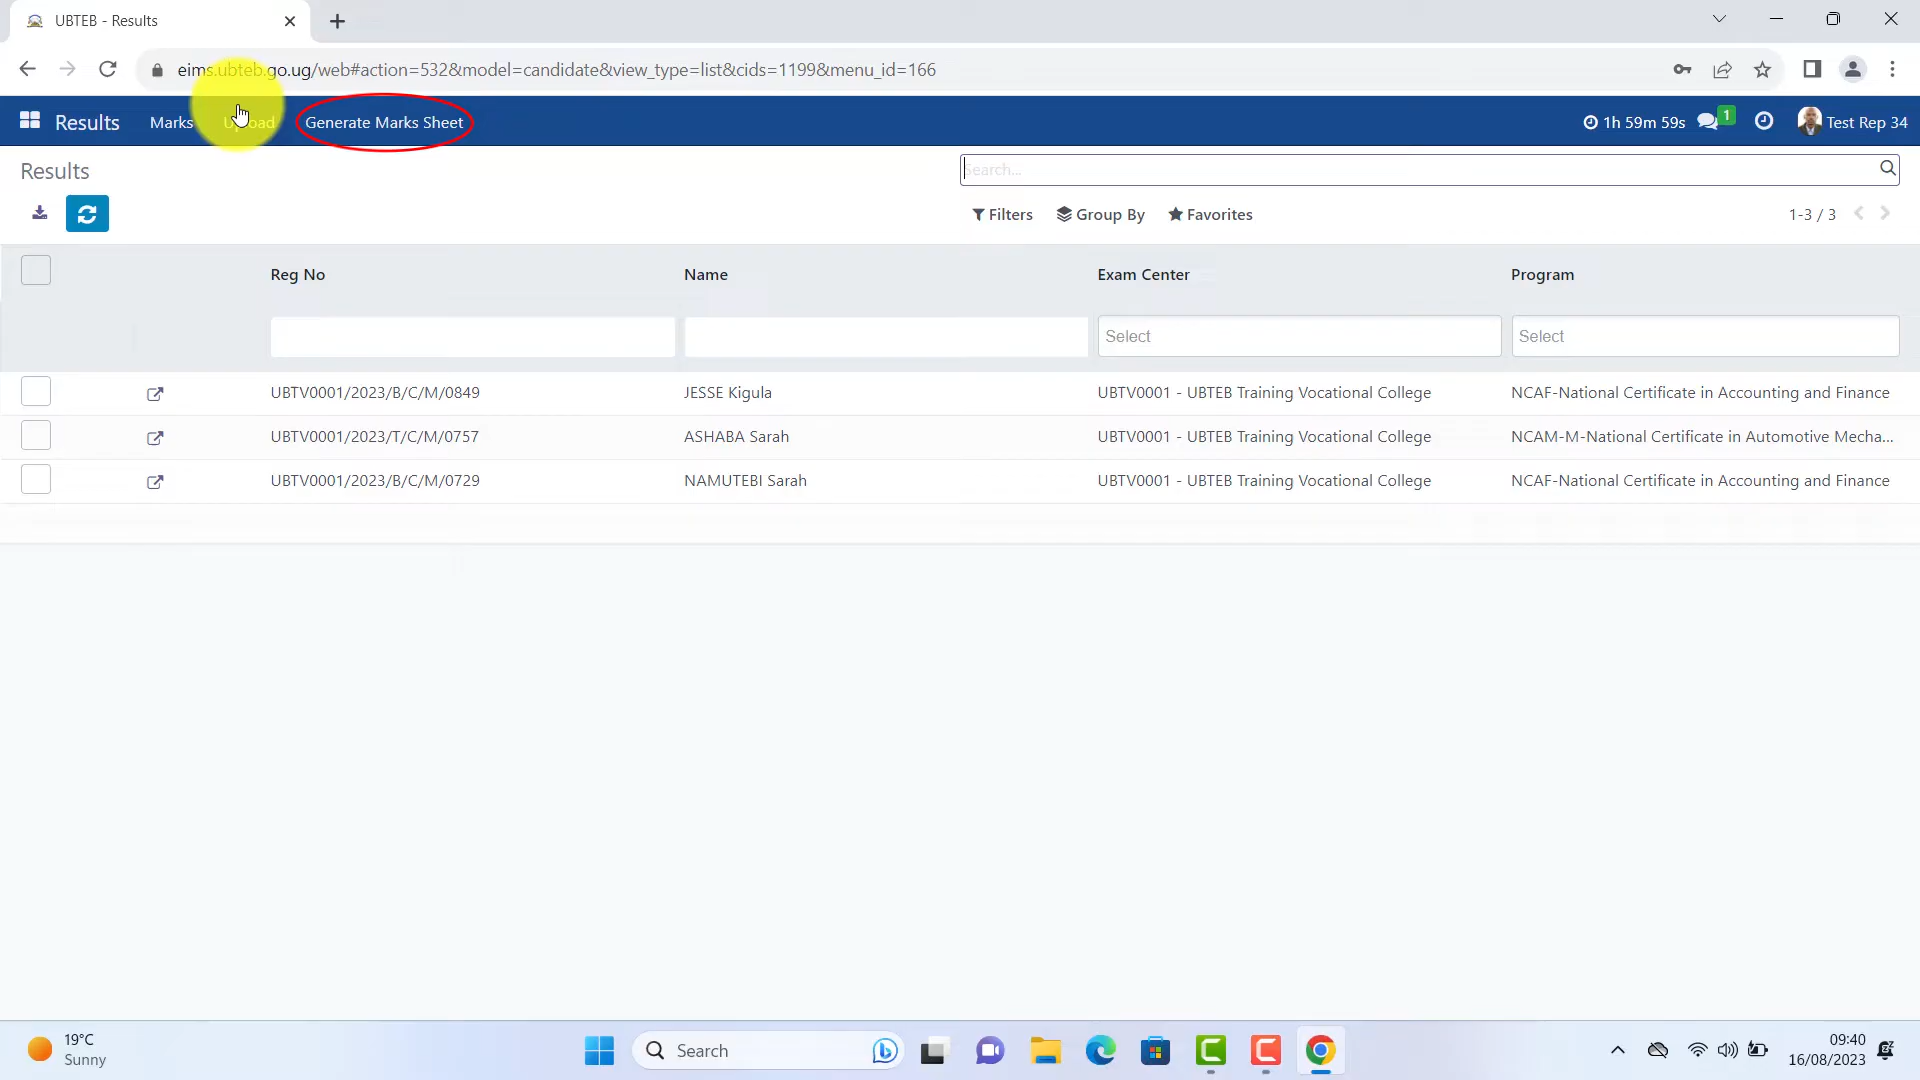 UBTEB - Results
eims.ubteb.go.ug/web#action=532&model=candidate&view_type=list&cids=1199&menu_id=166
Results Marks Upload Generate Marks Sheet 1h 59m 59s 1 Test Rep 34
Results
Search...
Filters Group By Favorites 1-3 / 3
Reg No Name Exam Center Program
Select Select
UBTV0001/2023/B/C/M/0849 JESSE Kigula UBTV0001 - UBTEB Training Vocational College NCAF-National Certificate in Accounting and Finance
UBTV0001/2023/T/C/M/0757 ASHABA Sarah UBTV0001 - UBTEB Training Vocational College NCAM-M-National Certificate in Automotive Mecha...
UBTV0001/2023/B/C/M/0729 NAMUTEBI Sarah UBTV0001 - UBTEB Training Vocational College NCAF-National Certificate in Accounting and Finance
19°C
Sunny
Search
09:40
16/08/2023